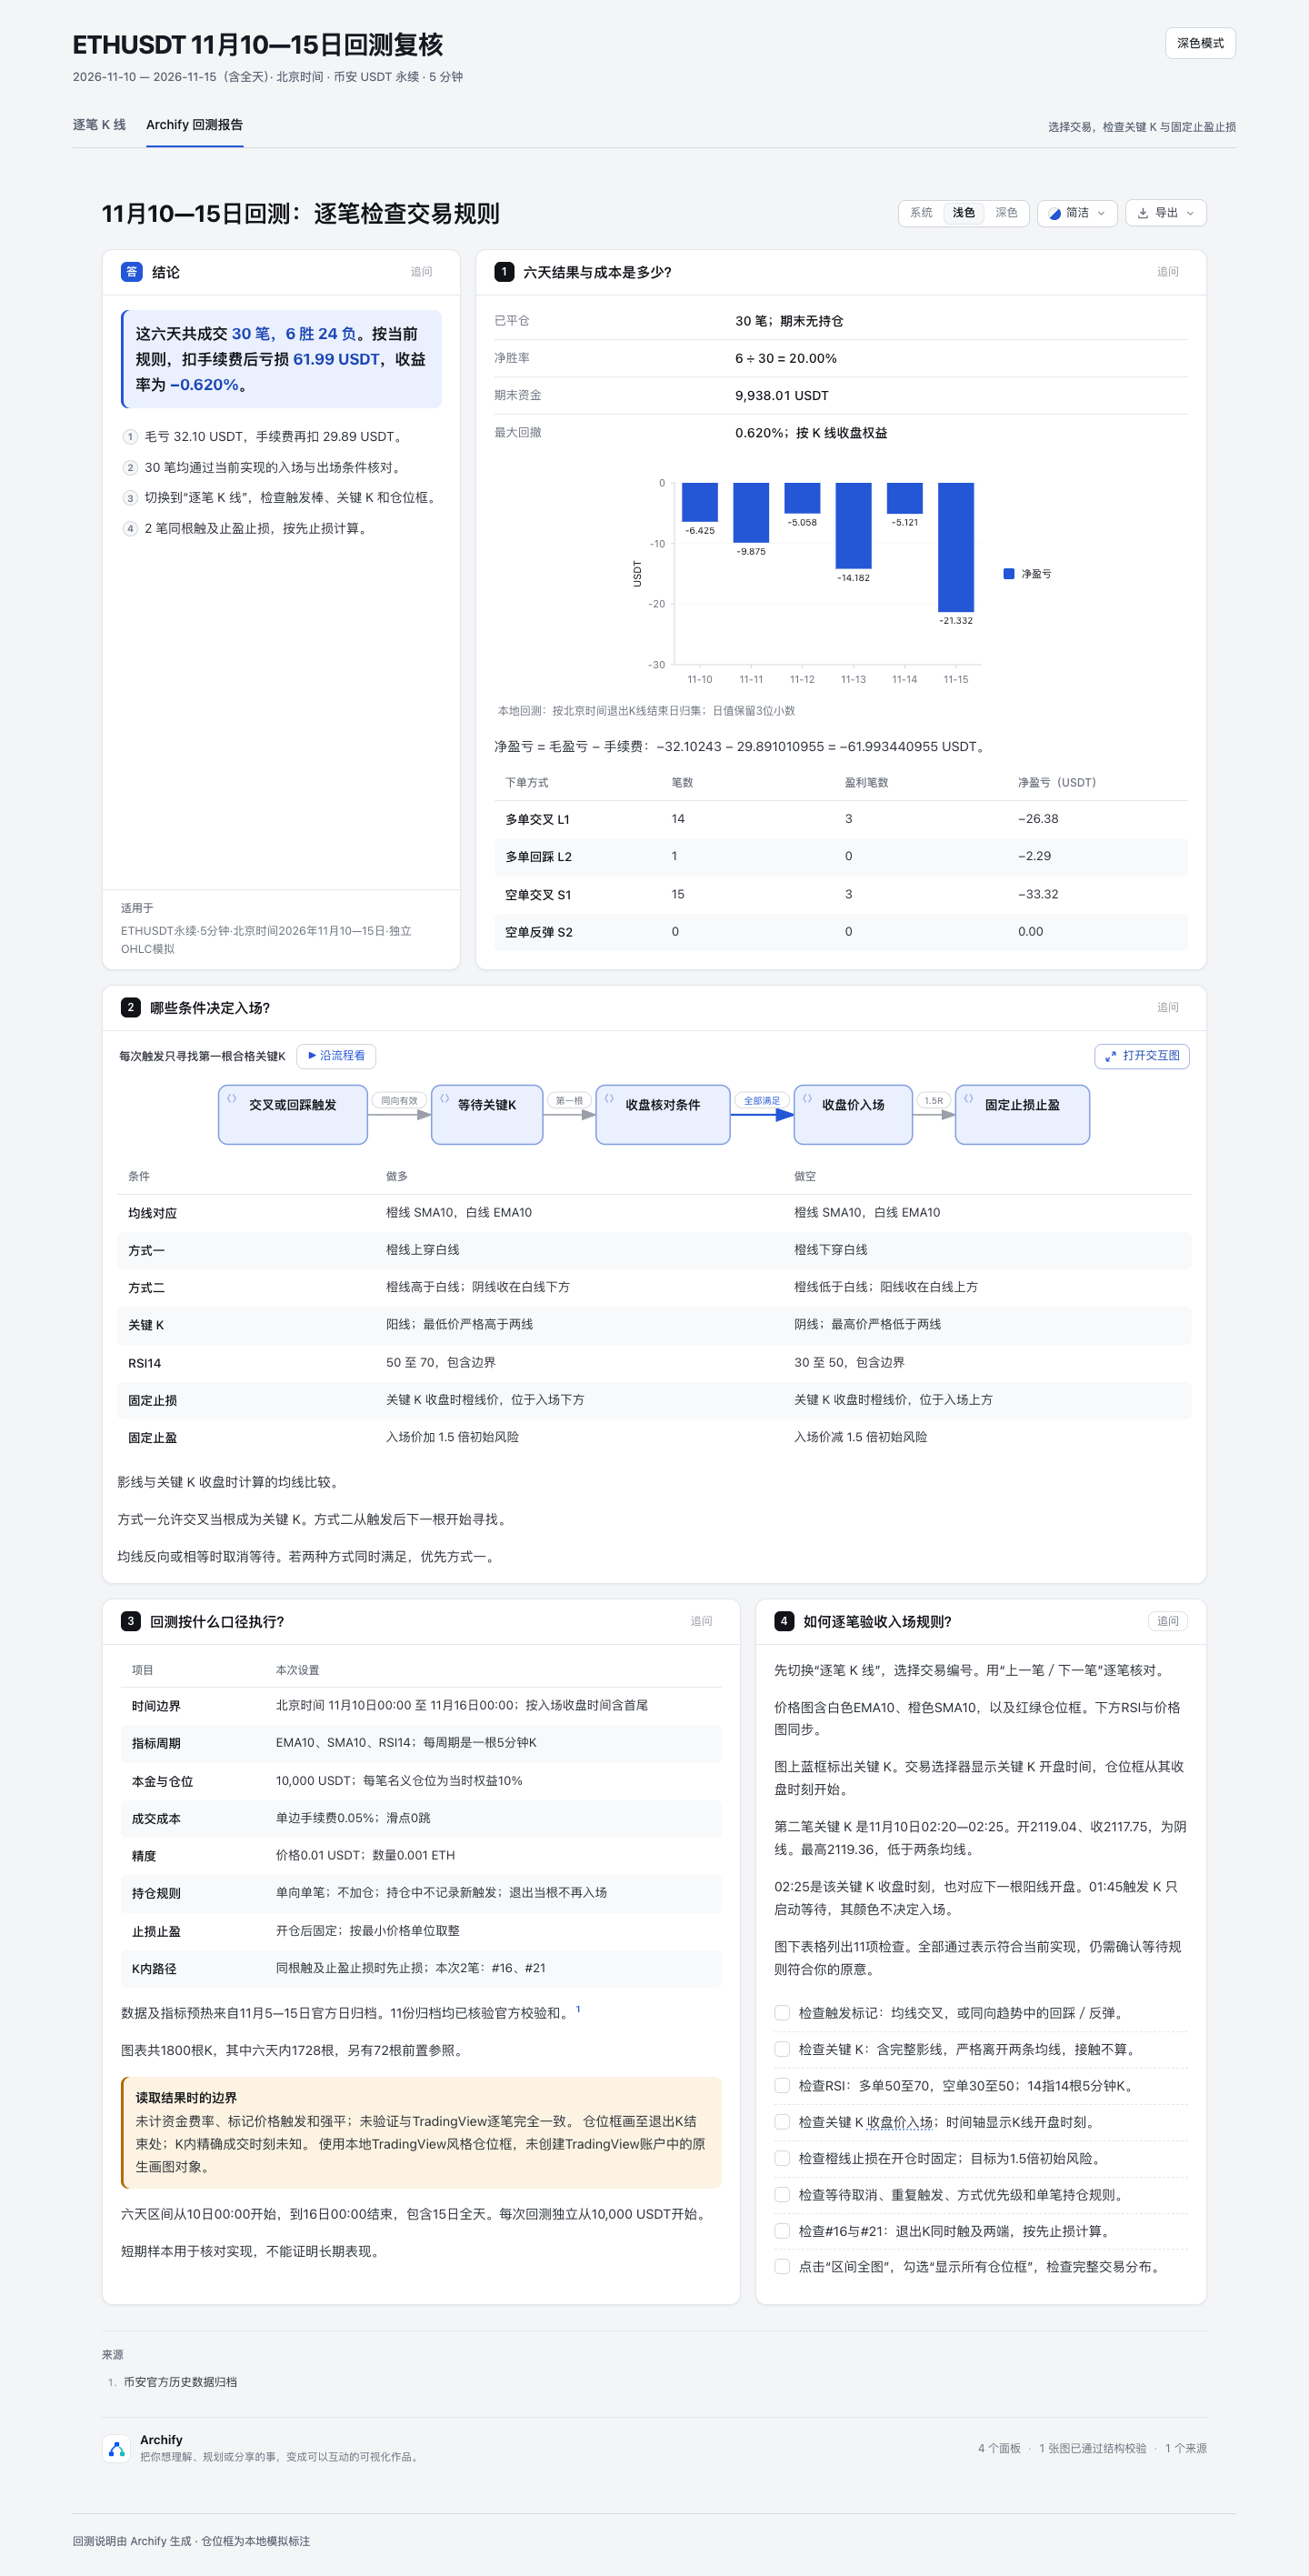 ETHUSDT 11月10—15日回测复核
深色模式
2026-11-10 — 2026-11-15（含全天）· 北京时间 · 币安 USDT 永续 · 5 分钟
逐笔 K 线
Archify 回测报告
选择交易，检查关键 K 与固定止盈止损
11月10—15日回测：逐笔检查交易规则
系统 浅色 深色
简洁
导出
答 结论 追问
这六天共成交 30 笔，6 胜 24 负。按当前
规则，扣手续费后亏损 61.99 USDT，收益
率为 −0.620%。
1 毛亏 32.10 USDT，手续费再扣 29.89 USDT。
2 30 笔均通过当前实现的入场与出场条件核对。
3 切换到“逐笔 K 线”，检查触发棒、关键 K 和仓位框。
4 2 笔同根触及止盈止损，按先止损计算。
适用于
ETHUSDT永续·5分钟·北京时间2026年11月10—15日·独立
OHLC模拟
1 六天结果与成本是多少？ 追问
已平仓 30 笔；期末无持仓
净胜率 6 ÷ 30 = 20.00%
期末资金 9,938.01 USDT
最大回撤 0.620%；按 K 线收盘权益
USDT
0
-10
-20
-30
-6.425
-9.875
-5.058
-14.182
-5.121
-21.332
11-10 11-11 11-12 11-13 11-14 11-15
净盈亏
本地回测：按北京时间退出K线结束日归集；日值保留3位小数
净盈亏 = 毛盈亏 − 手续费：−32.10243 − 29.891010955 = −61.993440955 USDT。
下单方式 笔数 盈利笔数 净盈亏（USDT）
多单交叉 L1 14 3 −26.38
多单回踩 L2 1 0 −2.29
空单交叉 S1 15 3 −33.32
空单反弹 S2 0 0 0.00
2 哪些条件决定入场？ 追问
每次触发只寻找第一根合格关键K
沿流程看
打开交互图
交叉或回踩触发 同向有效 等待关键K 第一根 收盘核对条件 全部满足 收盘价入场 1.5R 固定止损止盈
条件 做多 做空
均线对应 橙线 SMA10，白线 EMA10 橙线 SMA10，白线 EMA10
方式一 橙线上穿白线 橙线下穿白线
方式二 橙线高于白线；阴线收在白线下方 橙线低于白线；阳线收在白线上方
关键 K 阳线；最低价严格高于两线 阴线；最高价严格低于两线
RSI14 50 至 70，包含边界 30 至 50，包含边界
固定止损 关键 K 收盘时橙线价，位于入场下方 关键 K 收盘时橙线价，位于入场上方
固定止盈 入场价加 1.5 倍初始风险 入场价减 1.5 倍初始风险
影线与关键 K 收盘时计算的均线比较。
方式一允许交叉当根成为关键 K。方式二从触发后下一根开始寻找。
均线反向或相等时取消等待。若两种方式同时满足，优先方式一。
3 回测按什么口径执行？ 追问
项目 本次设置
时间边界 北京时间 11月10日00:00 至 11月16日00:00；按入场收盘时间含首尾
指标周期 EMA10、SMA10、RSI14；每周期是一根5分钟K
本金与仓位 10,000 USDT；每笔名义仓位为当时权益10%
成交成本 单边手续费0.05%；滑点0跳
精度 价格0.01 USDT；数量0.001 ETH
持仓规则 单向单笔；不加仓；持仓中不记录新触发；退出当根不再入场
止损止盈 开仓后固定；按最小价格单位取整
K内路径 同根触及止盈止损时先止损；本次2笔：#16、#21
数据及指标预热来自11月5—15日官方日归档。11份归档均已核验官方校验和。1
图表共1800根K，其中六天内1728根，另有72根前置参照。
读取结果时的边界
未计资金费率、标记价格触发和强平；未验证与TradingView逐笔完全一致。 仓位框画至退出K结
束处；K内精确成交时刻未知。 使用本地TradingView风格仓位框，未创建TradingView账户中的原
生画图对象。
六天区间从10日00:00开始，到16日00:00结束，包含15日全天。每次回测独立从10,000 USDT开始。
短期样本用于核对实现，不能证明长期表现。
4 如何逐笔验收入场规则？ 追问
先切换“逐笔 K 线”，选择交易编号。用“上一笔 / 下一笔”逐笔核对。
价格图含白色EMA10、橙色SMA10，以及红绿仓位框。下方RSI与价格
图同步。
图上蓝框标出关键 K。交易选择器显示关键 K 开盘时间，仓位框从其收
盘时刻开始。
第二笔关键 K 是11月10日02:20—02:25。开2119.04、收2117.75，为阴
线。最高2119.36，低于两条均线。
02:25是该关键 K 收盘时刻，也对应下一根阳线开盘。01:45触发 K 只
启动等待，其颜色不决定入场。
图下表格列出11项检查。全部通过表示符合当前实现，仍需确认等待规
则符合你的原意。
检查触发标记：均线交叉，或同向趋势中的回踩 / 反弹。
检查关键 K：含完整影线，严格离开两条均线，接触不算。
检查RSI：多单50至70，空单30至50；14指14根5分钟K。
检查关键 K 收盘价入场；时间轴显示K线开盘时刻。
检查橙线止损在开仓时固定；目标为1.5倍初始风险。
检查等待取消、重复触发、方式优先级和单笔持仓规则。
检查#16与#21：退出K同时触及两端，按先止损计算。
点击“区间全图”，勾选“显示所有仓位框”，检查完整交易分布。
来源
1. 币安官方历史数据归档
Archify
把你想理解、规划或分享的事，变成可以互动的可视化作品。
4 个面板 · 1 张图已通过结构校验 · 1 个来源
回测说明由 Archify 生成 · 仓位框为本地模拟标注